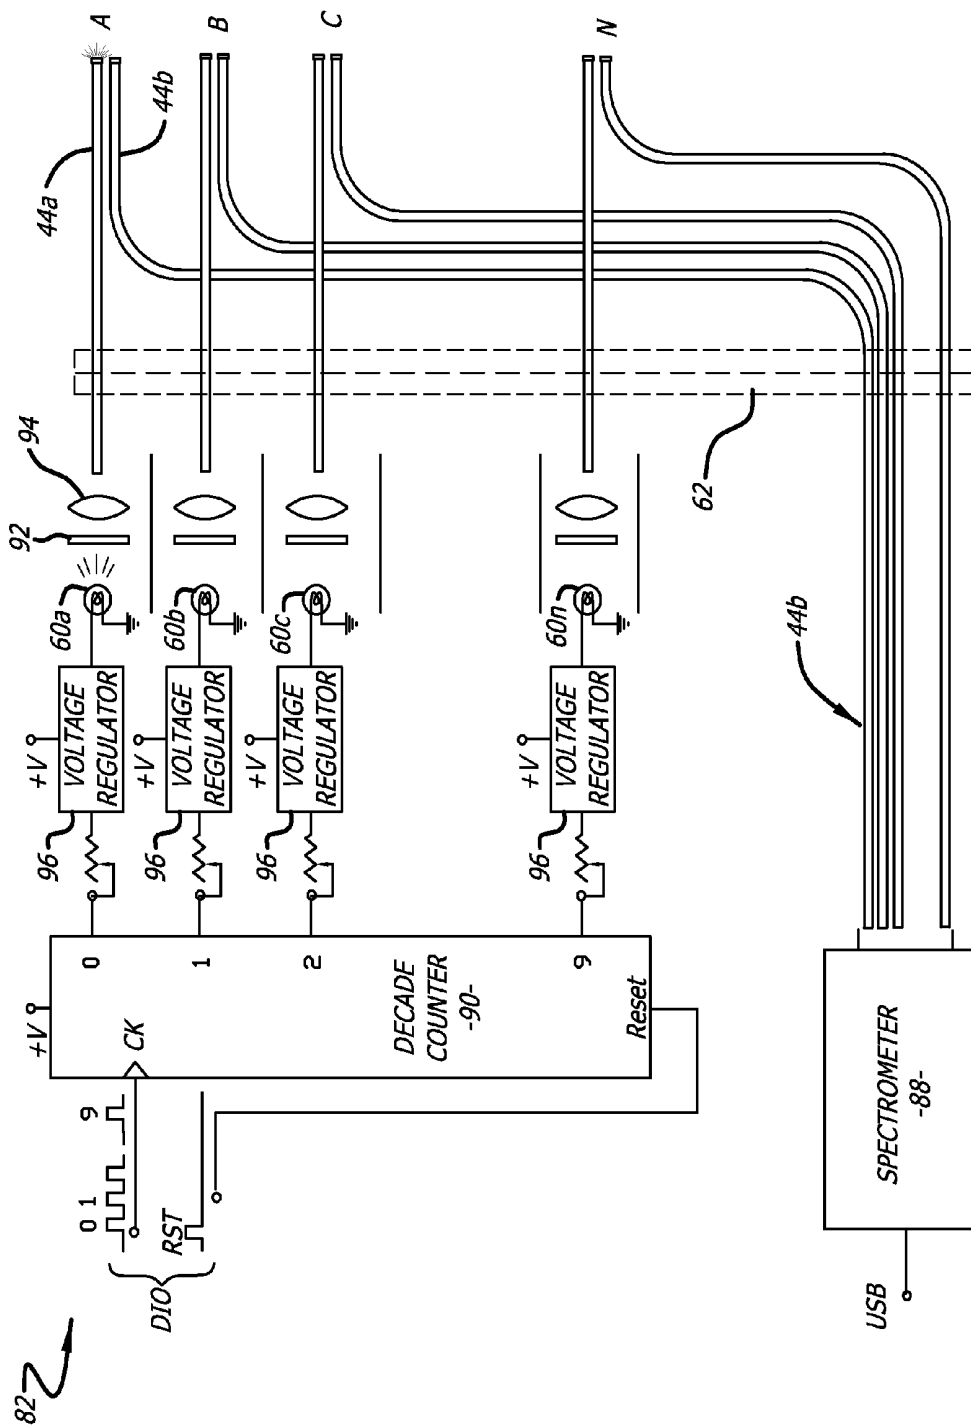 82
DIO
0 1 9
RST
+V
CK
0
1
2
9
DECADE
COUNTER
-90-
Reset
96
96
96
96
+V
+V
+V
+V
VOLTAGE
REGULATOR
VOLTAGE
REGULATOR
VOLTAGE
REGULATOR
VOLTAGE
REGULATOR
60a
60b
60c
60n
92
94
44a
44b
A
B
C
N
62
44b
USB
SPECTROMETER
-88-